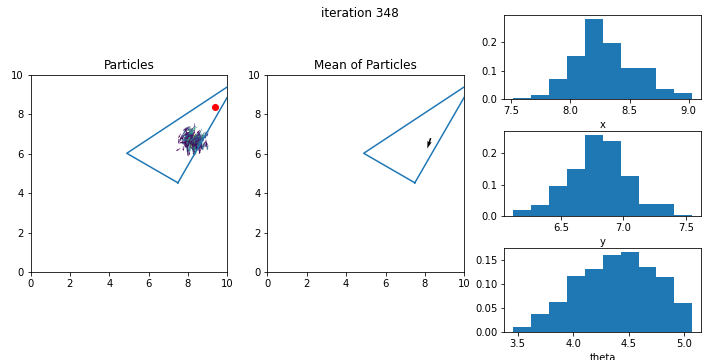 iteration 348
Particles
10
8
6
4
2
0
0 2 4 6 8 10
Mean of Particles
10
8
6
4
2
0
0 2 4 6 8 10
0.2
0.1
0.0
7.5 8.0 8.5 9.0
x
0.2
0.1
0.0
6.5 7.0 7.5
y
0.15
0.10
0.05
0.00
3.5 4.0 4.5 5.0
theta